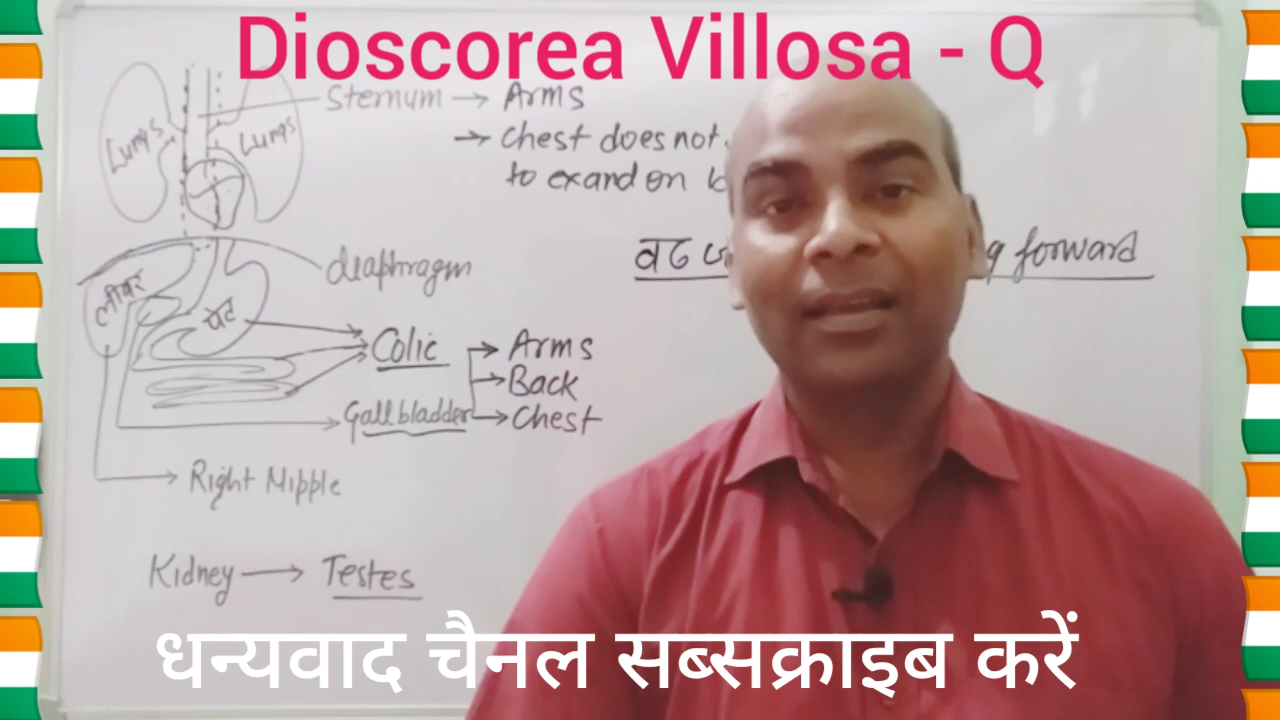 Dioscorea Villosa - Q
Sternum → Arms
→ Chest does not
to exand on
Lungs
Lungs
diaphragm
लीवर
पेट
Colic
→ Arms
→ Back
Gallbladder → Chest
forward
Right Nipple
Kidney → Testes
धन्यवाद चैनल सब्सक्राइब करें